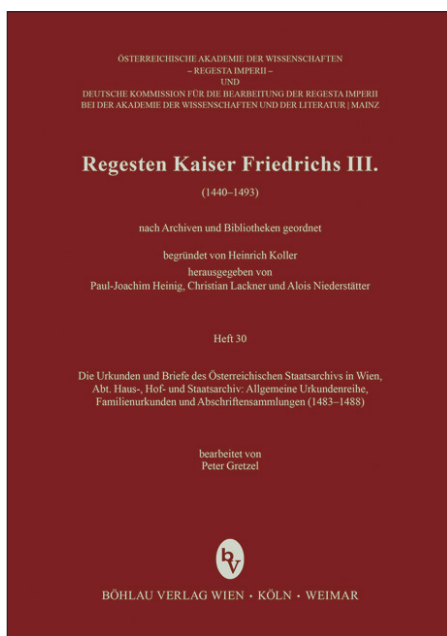 ÖSTERREICHISCHE AKADEMIE DER WISSENSCHAFTEN
– REGESTA IMPERII –
UND
DEUTSCHE KOMMISSION FÜR DIE BEARBEITUNG DER REGESTA IMPERII
BEI DER AKADEMIE DER WISSENSCHAFTEN UND DER LITERATUR | MAINZ
Regesten Kaiser Friedrichs III.
(1440–1493)
nach Archiven und Bibliotheken geordnet
begründet von Heinrich Koller
herausgegeben von
Paul-Joachim Heinig, Christian Lackner und Alois Niederstätter
Heft 30
Die Urkunden und Briefe des Österreichischen Staatsarchivs in Wien,
Abt. Haus-, Hof- und Staatsarchiv: Allgemeine Urkundenreihe,
Familienurkunden und Abschriftensammlungen (1483–1488)
bearbeitet von
Peter Gretzel
bV
BÖHLAU VERLAG WIEN • KÖLN • WEIMAR